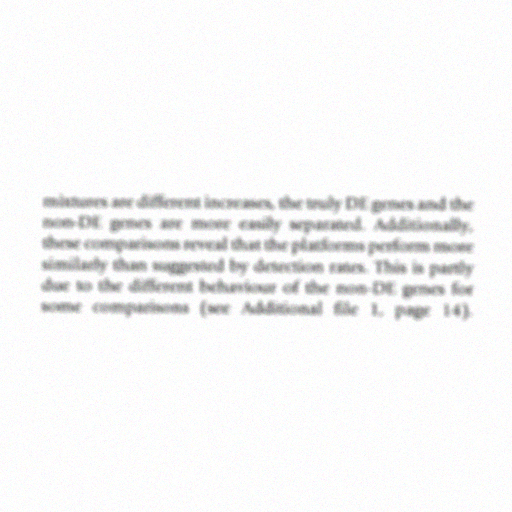 mixtures are different increases, the truly DE genes and the
non-DE genes are more easily separated. Additionally,
these comparisons reveal that the platforms perform more
similarly than suggested by detection rates. This is partly
due to the different behaviour of the non-DE genes for
some comparisons (see Additional file 1, page 14).